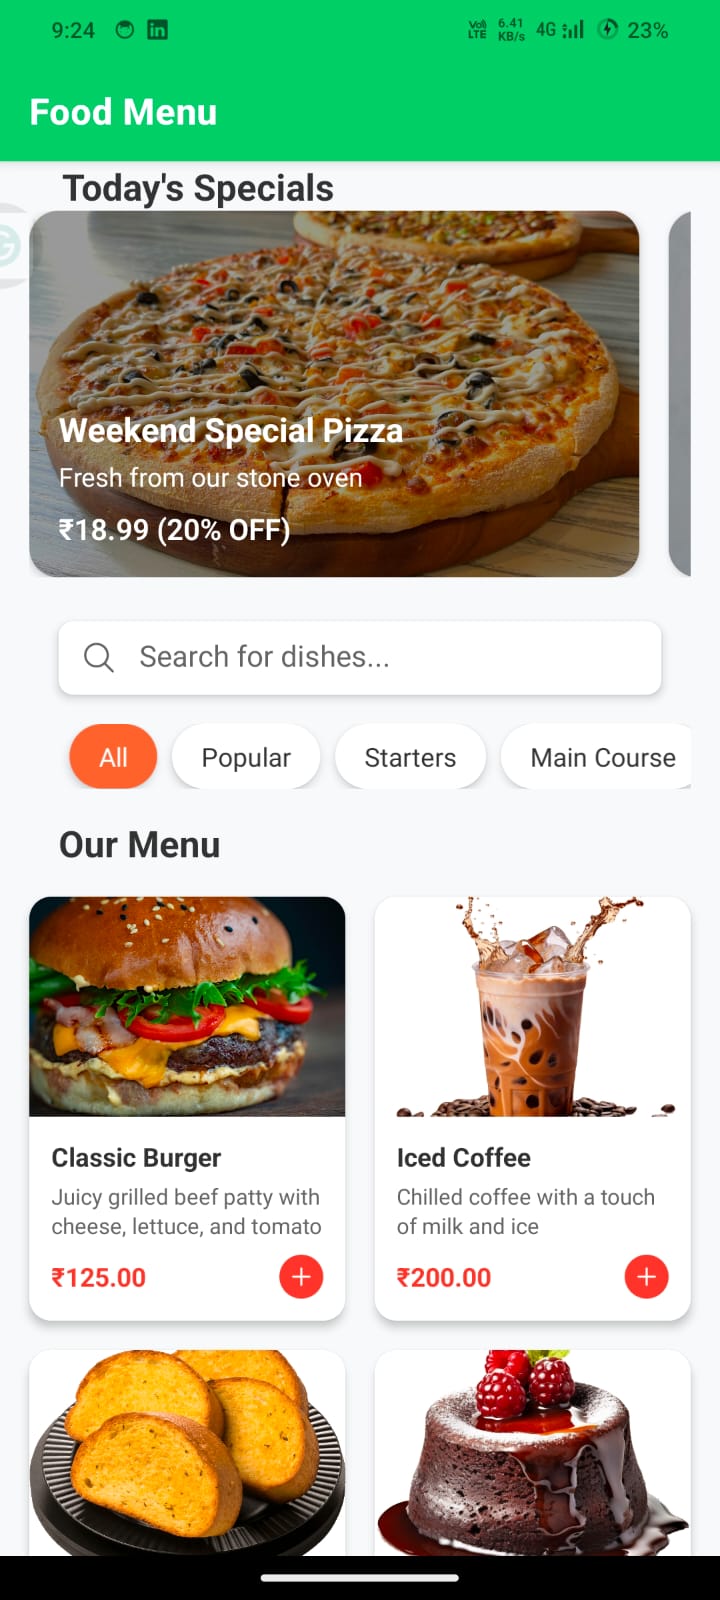 9:24
in
Vo) LTE 6.41 KB/s 4G 23%
Food Menu
Today's Specials
G
Weekend Special Pizza
Fresh from our stone oven
₹18.99 (20% OFF)
Search for dishes...
All Popular Starters Main Course
Our Menu
Classic Burger
Juicy grilled beef patty with
cheese, lettuce, and tomato
₹125.00
Iced Coffee
Chilled coffee with a touch
of milk and ice
₹200.00